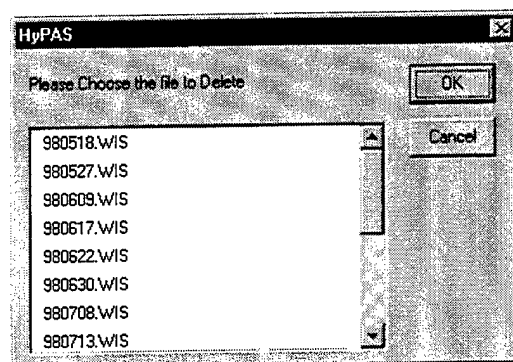 HyPAS
Please Choose the file to Delete
OK
Cancel
980518.WIS
980527.WIS
980609.WIS
980617.WIS
980622.WIS
980630.WIS
980708.WIS
980713.WIS